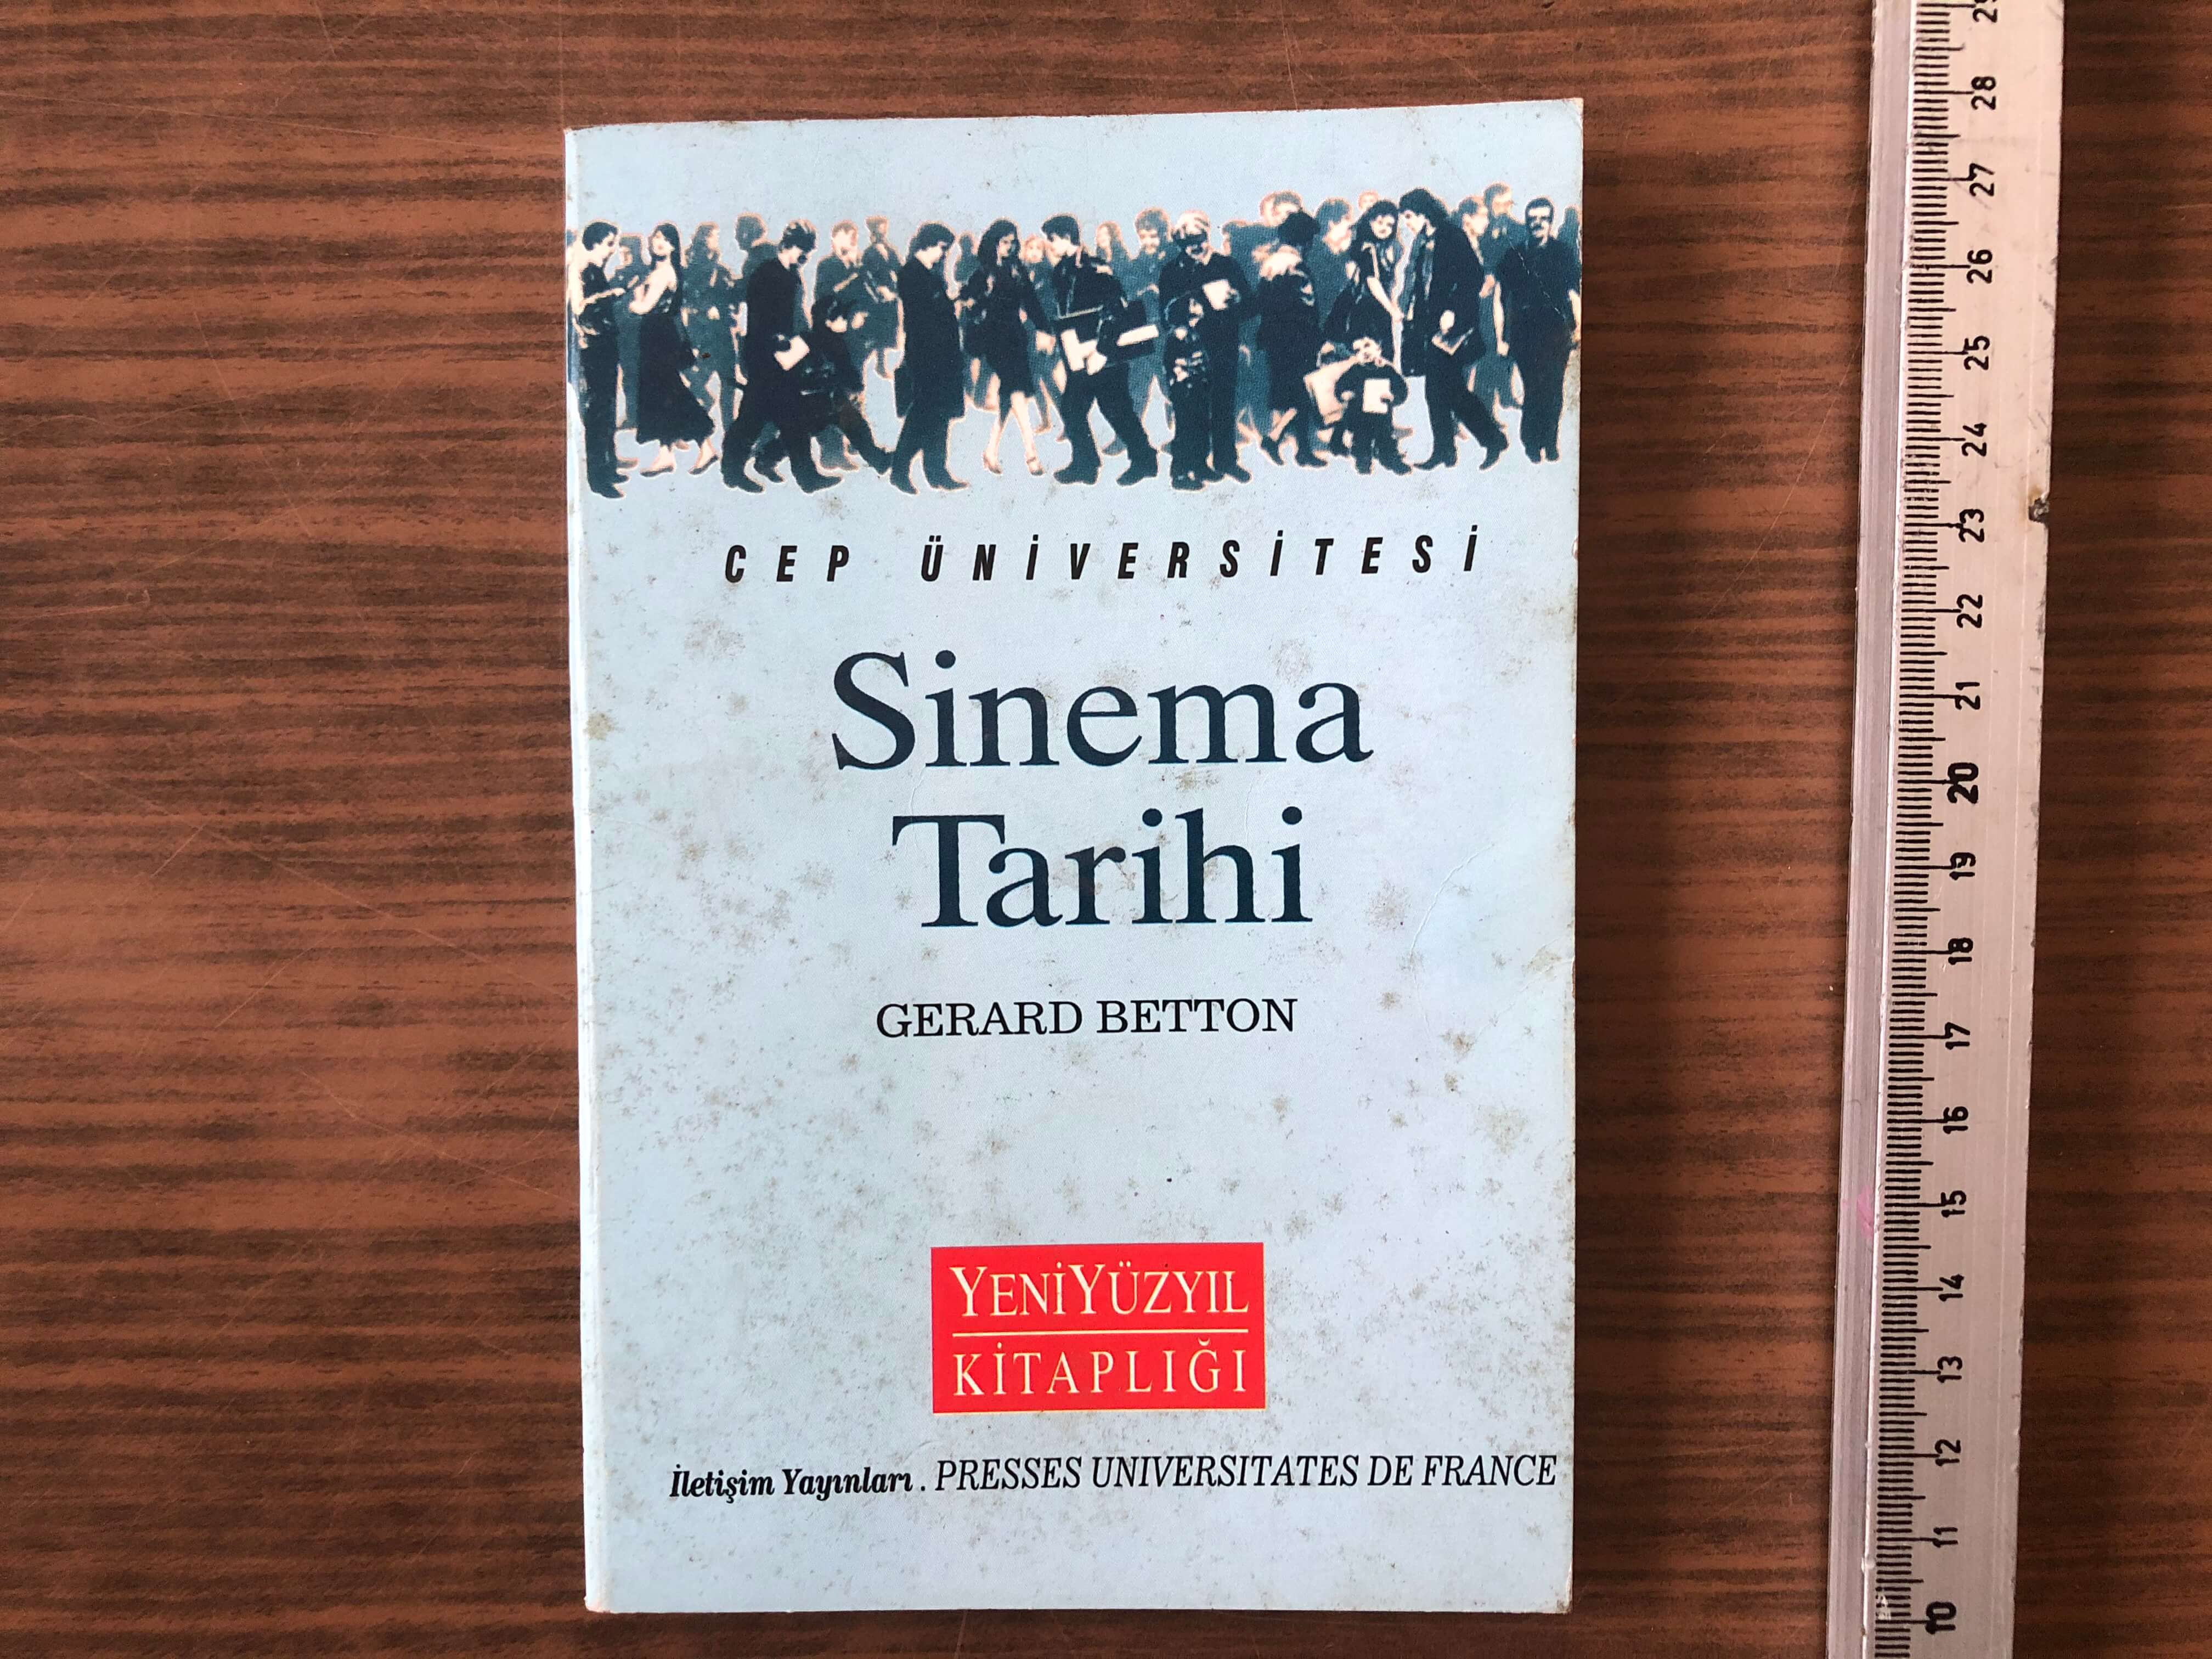 CEP ÜNİVERSİTESİ
Sinema
Tarihi
GERARD BETTON
YENİYÜZYIL
KİTAPLIĞI
İletişim Yayınları . PRESSES UNIVERSITATES DE FRANCE
29
28
27
26
25
24
23
22
21
20
19
18
17
16
15
14
13
12
11
10